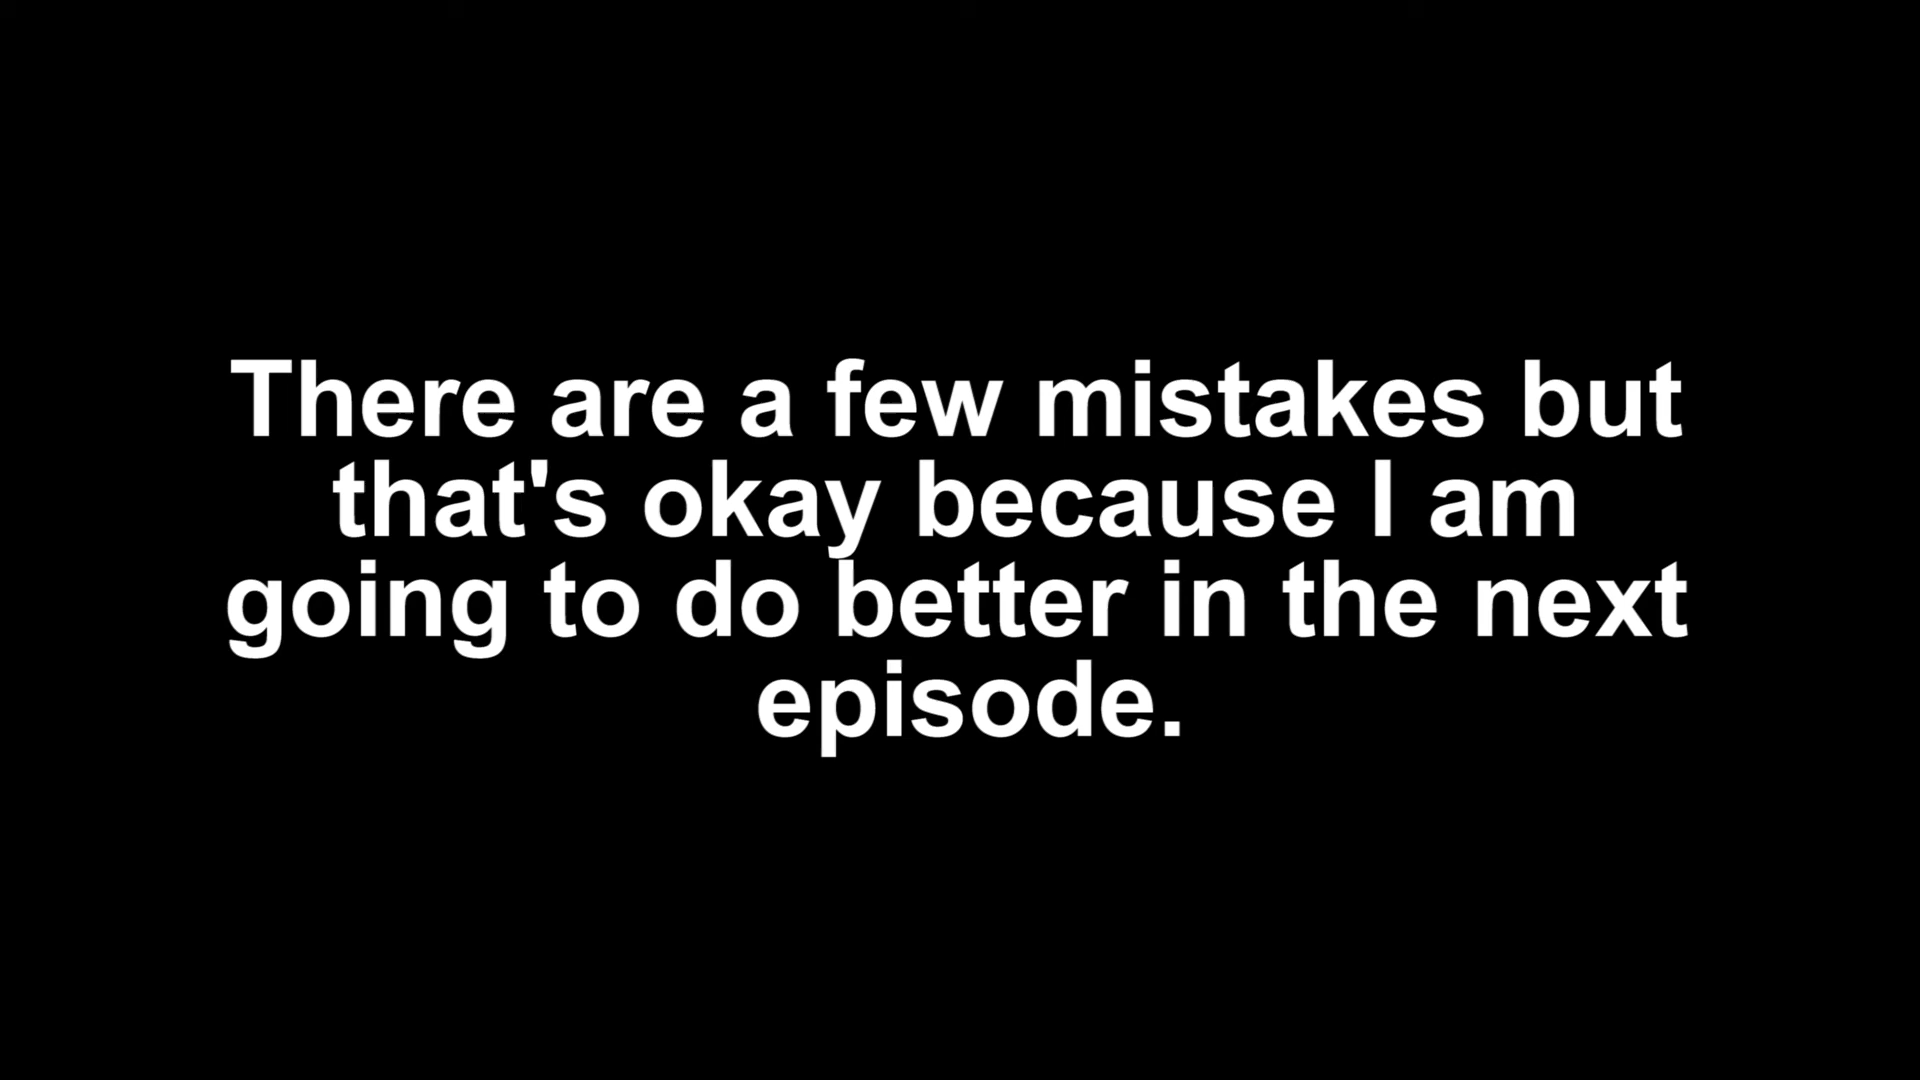 There are a few mistakes but
that's okay because I am
going to do better in the next
episode.